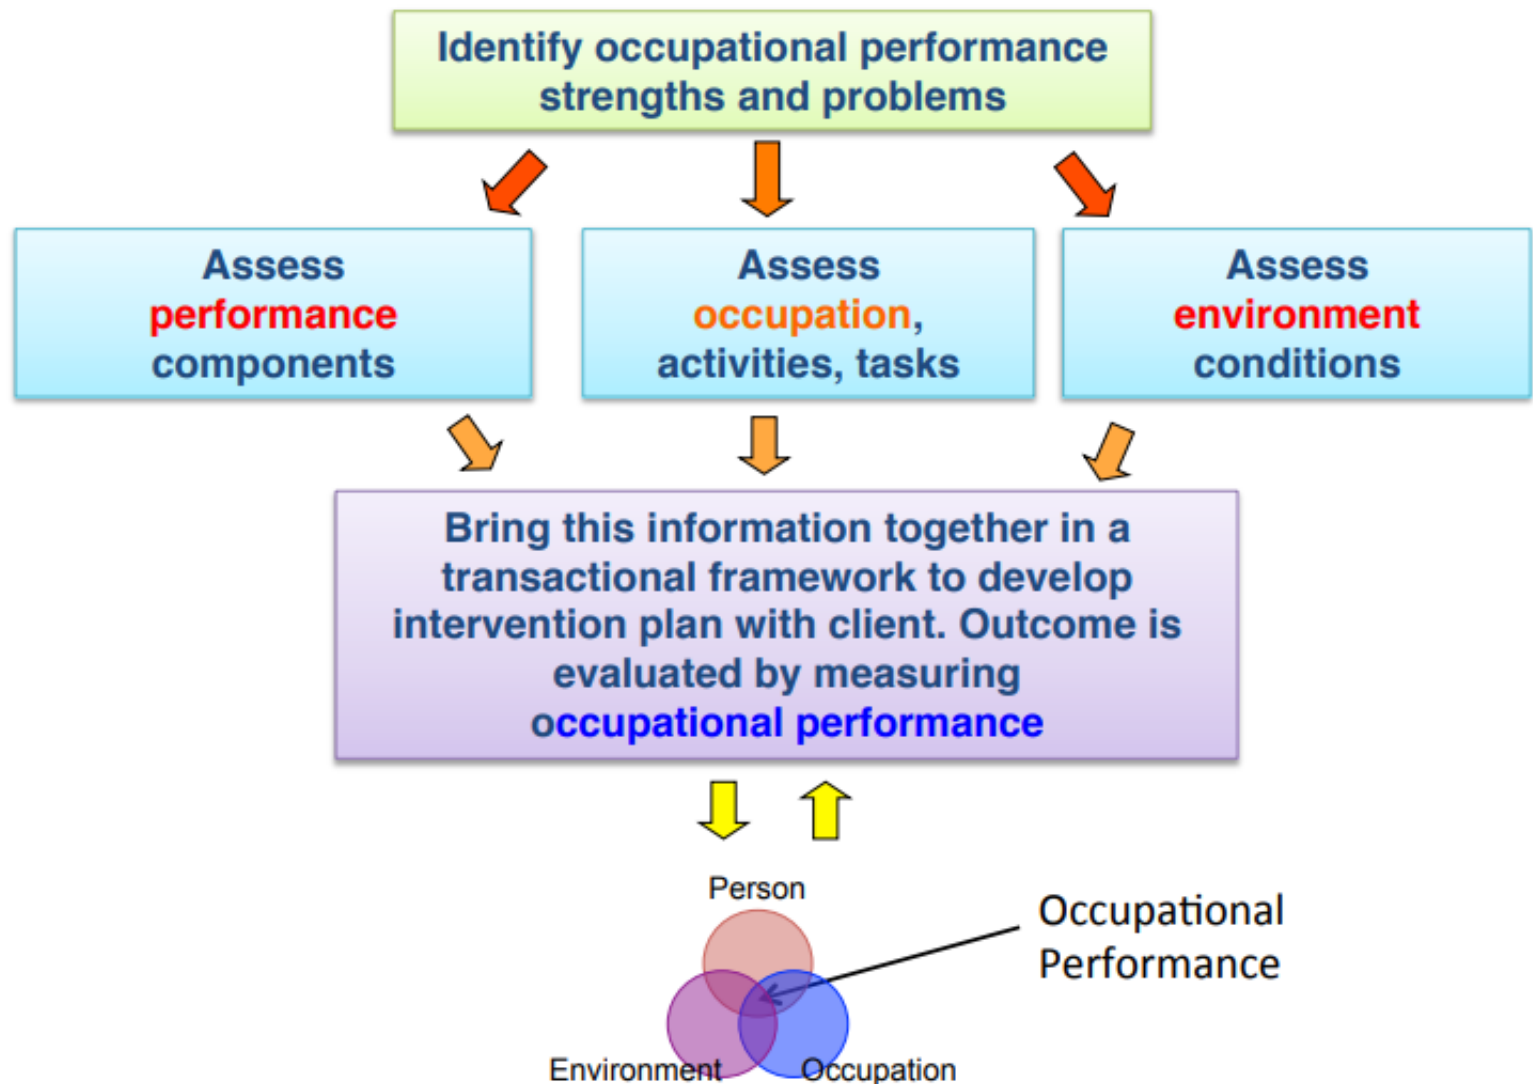 Identify occupational performance
strengths and problems
Assess
performance
components
Assess
occupation,
activities, tasks
Assess
environment
conditions
Bring this information together in a
transactional framework to develop
intervention plan with client. Outcome is
evaluated by measuring
occupational performance
Person
Occupational
Performance
Environment
Occupation